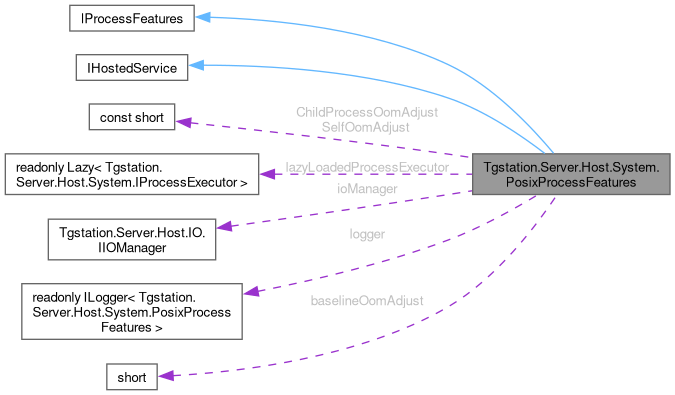 IProcessFeatures
IHostedService
const short
ChildProcessOomAdjust
SelfOomAdjust
Tgstation.Server.Host.System.
PosixProcessFeatures
readonly Lazy< Tgstation.
Server.Host.System.IProcessExecutor >
lazyLoadedProcessExecutor
ioManager
Tgstation.Server.Host.IO.
IIOManager
logger
readonly ILogger< Tgstation.
Server.Host.System.PosixProcess
Features >
baselineOomAdjust
short